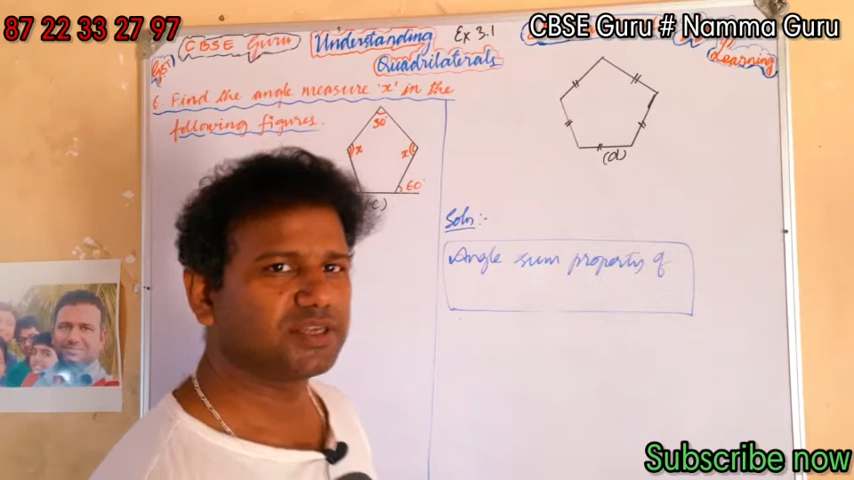 87 22 33 27 97
CBSE Guru # Namma Guru
CBSE Guru
Understanding
Quadrilaterals
Ex 3.1
Learning
6. Find the angle measure 'x' in the
following figures.
30°
x
x
60°
(c)
(d)
Soln:-
Angle sum property of
Subscribe now